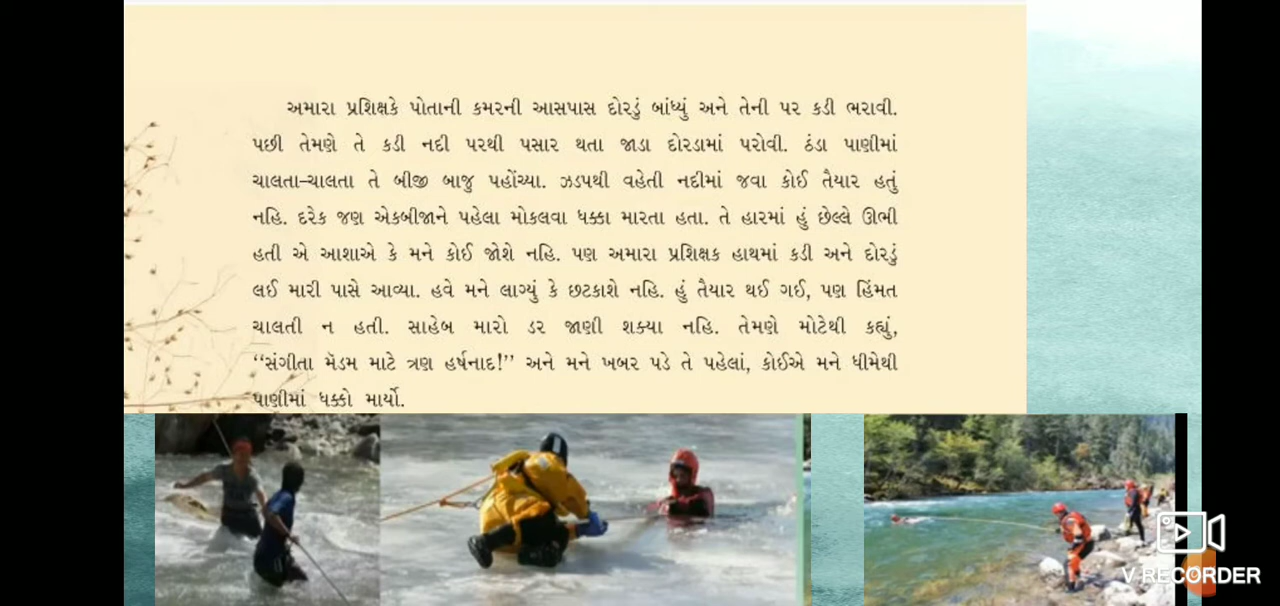 અમારા પ્રશિક્ષકે પોતાની કમરની આસપાસ દોરડું બાંધ્યું અને તેની પર કડી ભરાવી.
પછી તેમણે તે કડી નદી પરથી પસાર થતા જાડા દોરડામાં પરોવી. ઠંડા પાણીમાં
ચાલતા-ચાલતા તે બીજી બાજુ પહોંચ્યા. ઝડપથી વહેતી નદીમાં જવા કોઈ તૈયાર હતું
નહિ. દરેક જણ એકબીજાને પહેલા મોકલવા ધક્કા મારતા હતા. તે હારમાં હું છેલ્લે ઊભી
હતી એ આશાએ કે મને કોઈ જોશે નહિ. પણ અમારા પ્રશિક્ષક હાથમાં કડી અને દોરડું
લઈ મારી પાસે આવ્યા. હવે મને લાગ્યું કે છટકાશે નહિ. હું તૈયાર થઈ ગઈ, પણ હિંમત
ચાલતી ન હતી. સાહેબ મારો ડર જાણી શક્યા નહિ. તેમણે મોટેથી કહ્યું,
‘‘સંગીતા મૅડમ માટે ત્રણ હર્ષનાદ!’’ અને મને ખબર પડે તે પહેલાં, કોઈએ મને ધીમેથી
પાણીમાં ધક્કો માર્યો.
V RECORDER